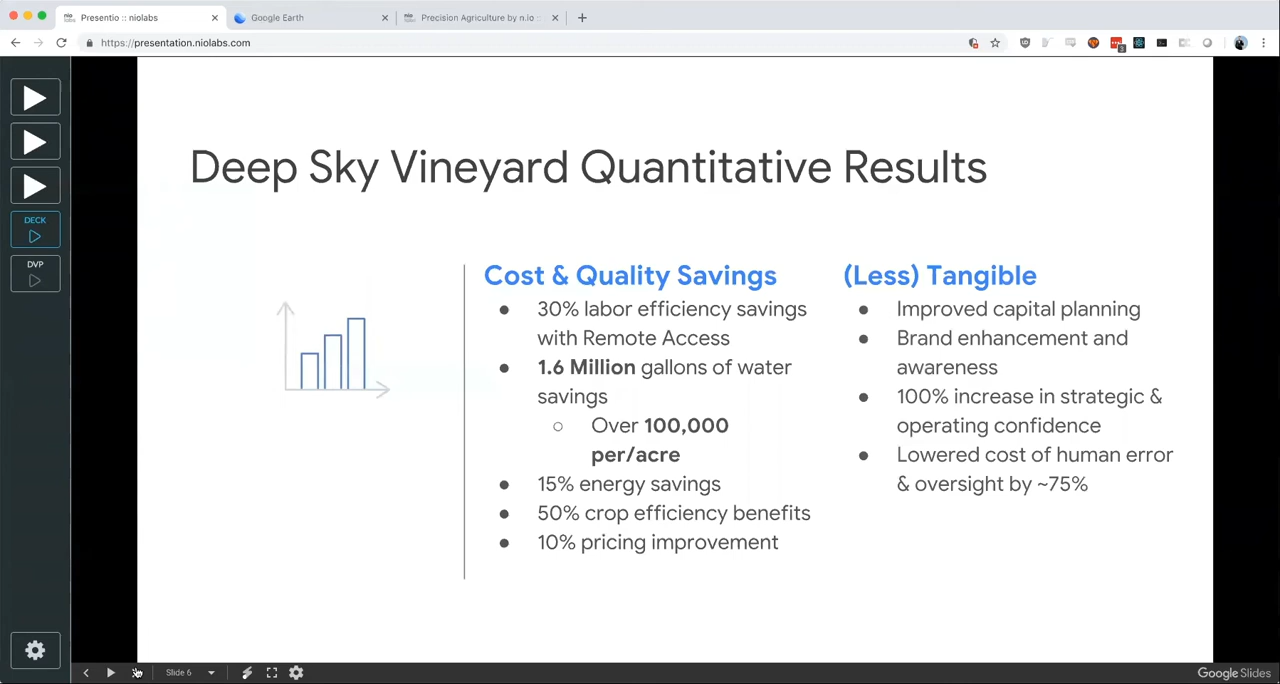 Presentio :: niolabs
Google Earth
Precision Agriculture by n.io ::
https://presentation.niolabs.com
DECK
DVP
Deep Sky Vineyard Quantitative Results
Cost & Quality Savings
● 30% labor efficiency savings
with Remote Access
● 1.6 Million gallons of water
savings
○ Over 100,000
per/acre
● 15% energy savings
● 50% crop efficiency benefits
● 10% pricing improvement
(Less) Tangible
● Improved capital planning
● Brand enhancement and
awareness
● 100% increase in strategic &
operating confidence
● Lowered cost of human error
& oversight by ~75%
Slide 6
Google Slides